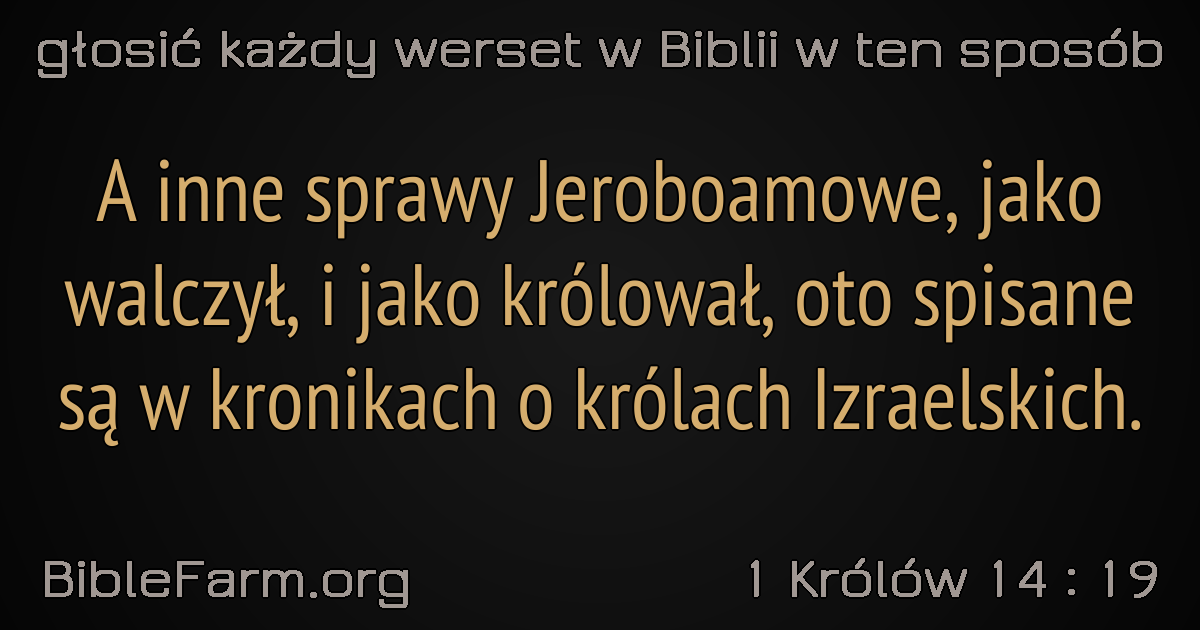 głosić każdy werset w Biblii w ten sposób
A inne sprawy Jeroboamowe, jako
walczył, i jako królował, oto spisane
są w kronikach o królach Izraelskich.
BibleFarm.org
1 Królów 14 : 19